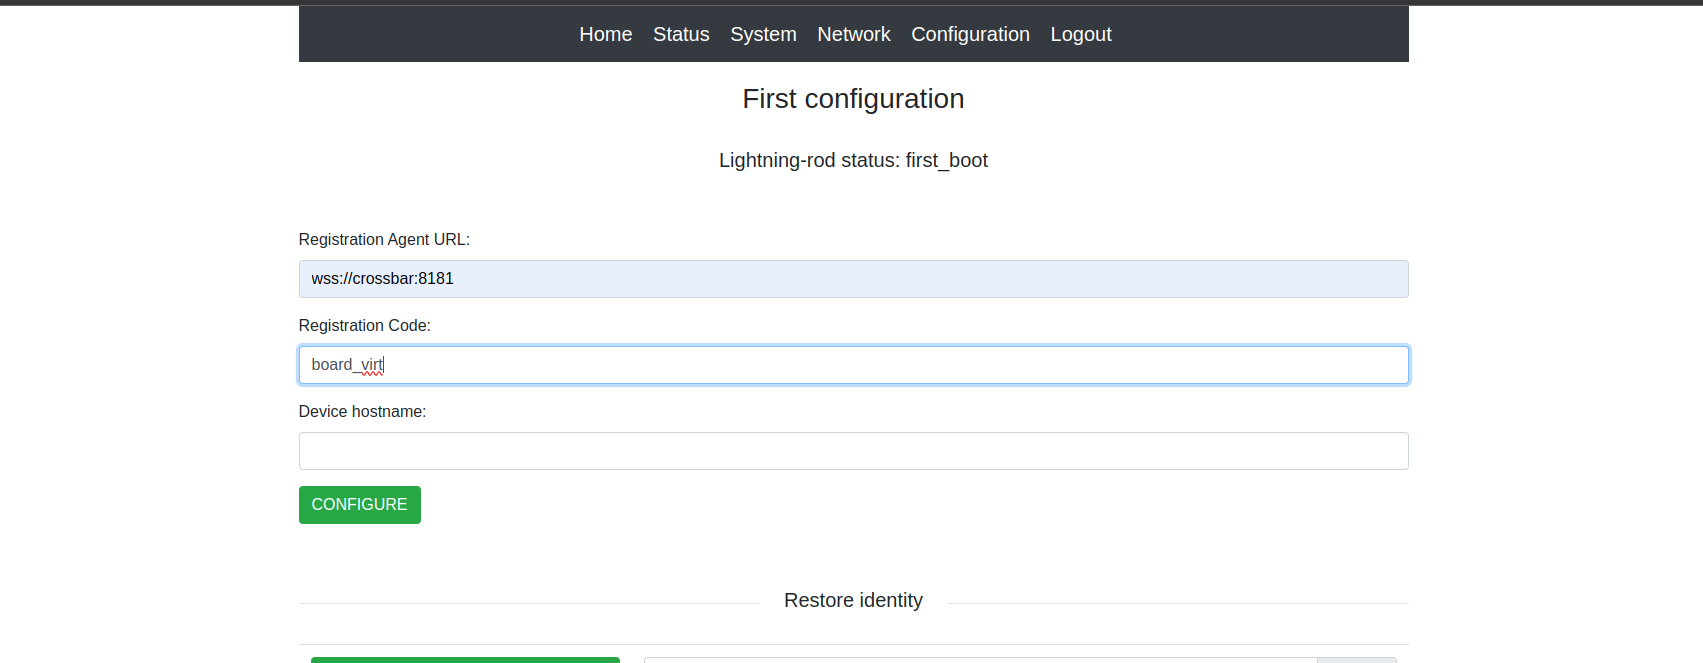 Home Status System Network Configuration Logout
First configuration
Lightning-rod status: first_boot
Registration Agent URL:
wss://crossbar:8181
Registration Code:
board_virt
Device hostname:
CONFIGURE
Restore identity